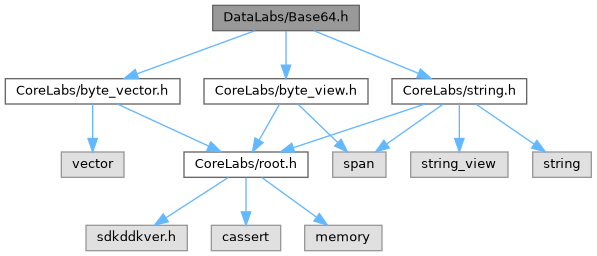 DataLabs/Base64.h
CoreLabs/byte_vector.h
CoreLabs/byte_view.h
CoreLabs/string.h
vector
CoreLabs/root.h
span
string_view
string
sdkddkver.h
cassert
memory